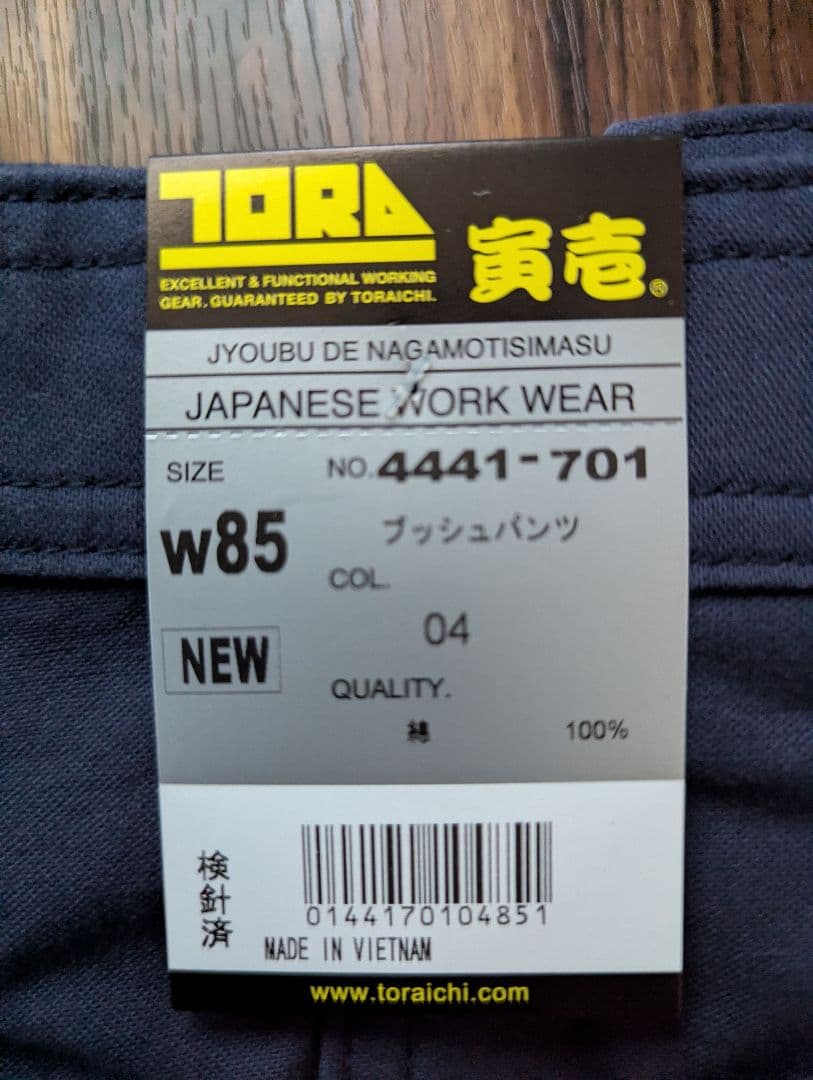 TORA
EXCELLENT & FUNCTIONAL WORKING
GEAR. GUARANTEED BY TORAICHI.
寅壱®
JYOUBU DE NAGAMOTISIMASU
JAPANESE WORK WEAR
SIZE
NO. 4441-701
W85
ブッシュパンツ
COL.
04
NEW
QUALITY.
綿 100%
検針済
0144170104851
MADE IN VIETNAM
www.toraichi.com